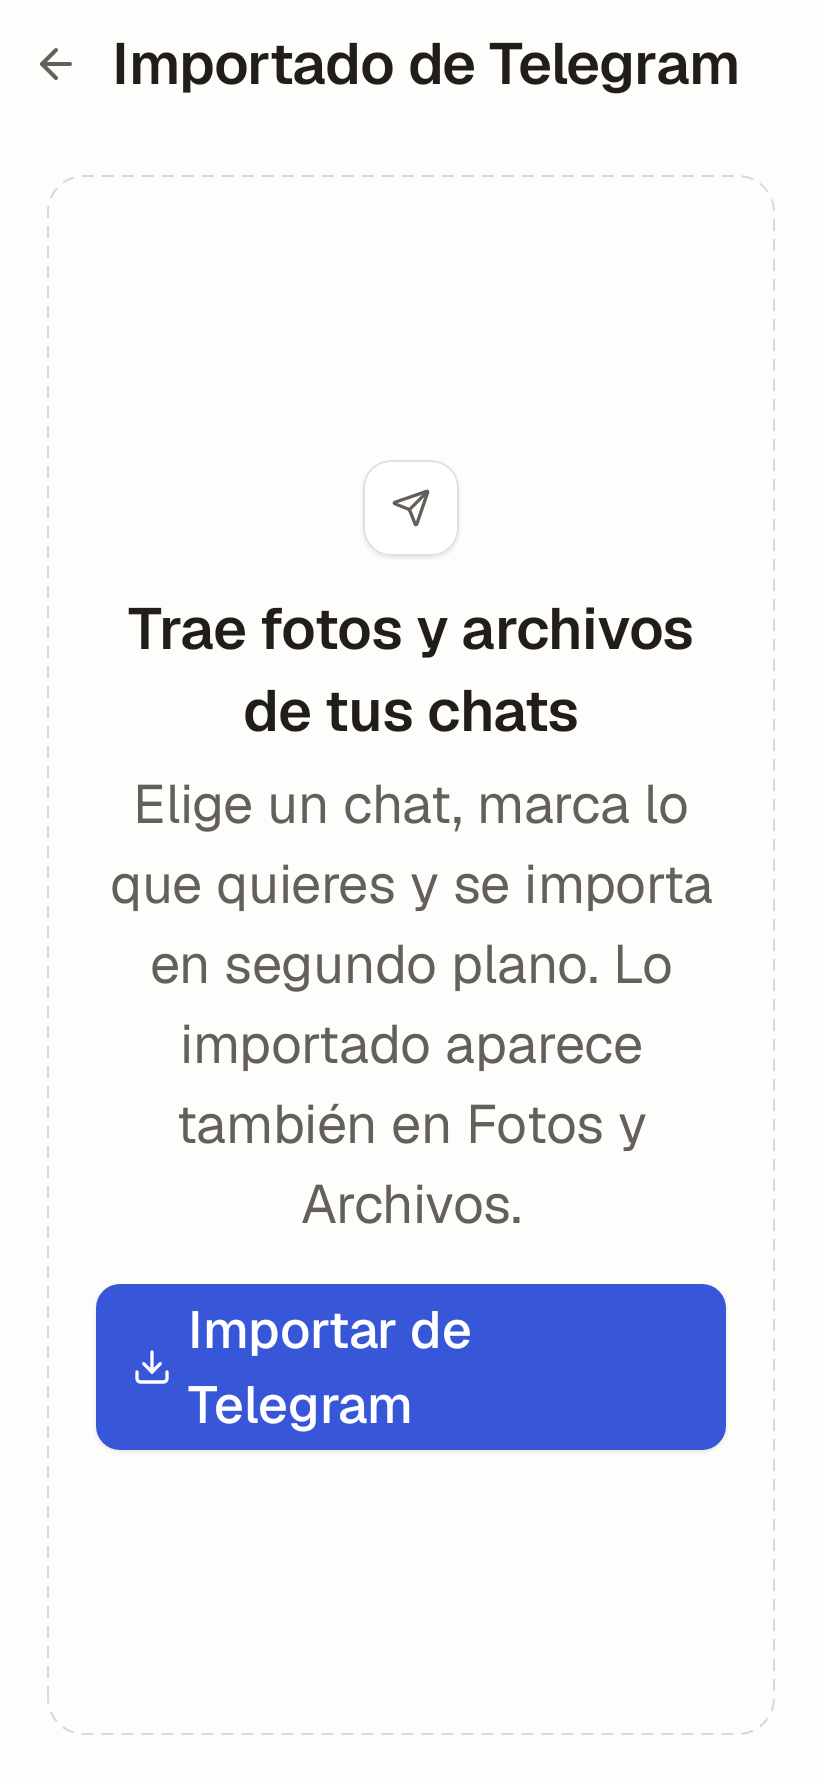 Importado de Telegram
Trae fotos y archivos
de tus chats
Elige un chat, marca lo
que quieres y se importa
en segundo plano. Lo
importado aparece
también en Fotos y
Archivos.
Importar de
Telegram